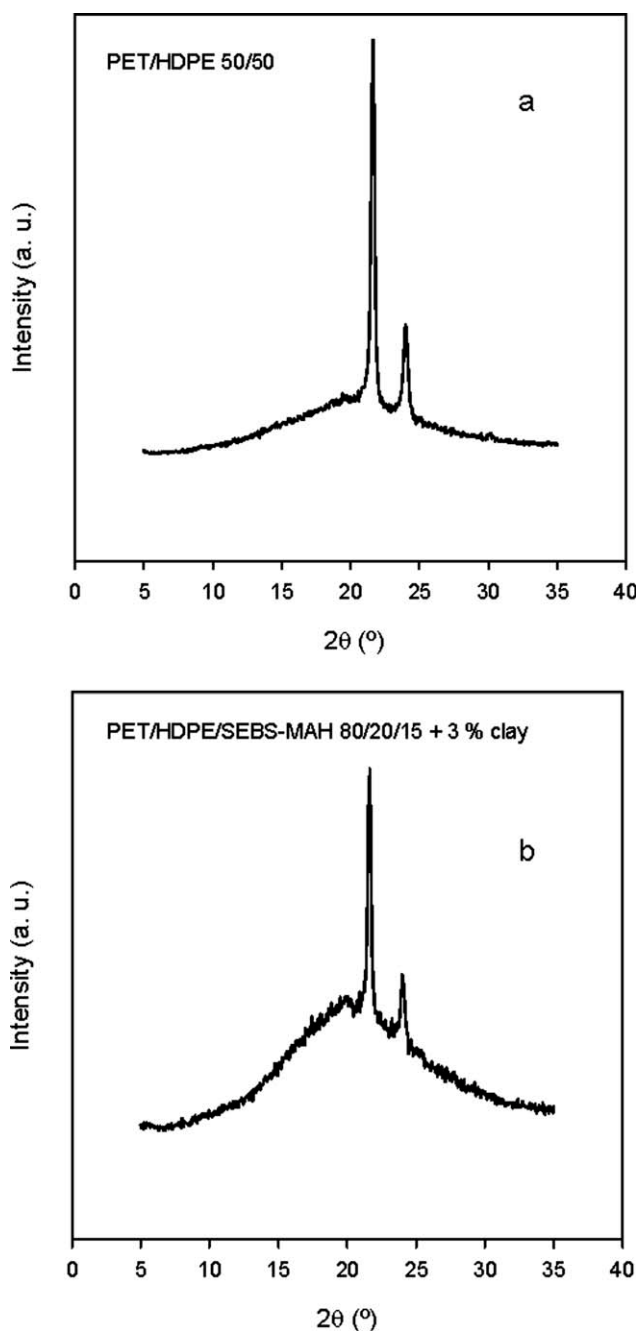 PET/HDPE 50/50
a
Intensity (a. u.)
0 5 10 15 20 25 30 35 40
2θ (º)
PET/HDPE/SEBS-MAH 80/20/15 + 3 % clay
b
Intensity (a. u.)
0 5 10 15 20 25 30 35 40
2θ (º)